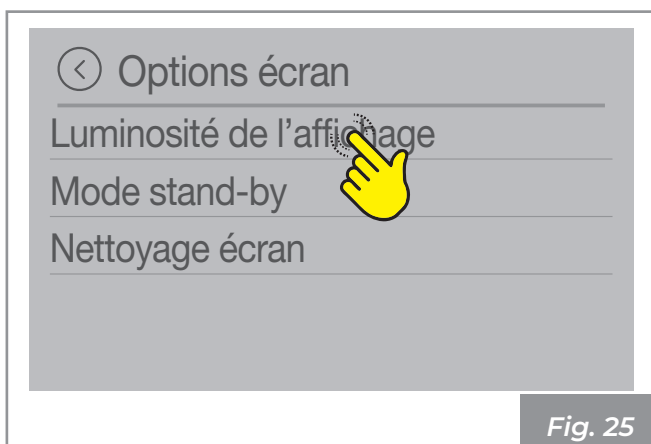 Options écran
Luminosité de l’affichage
Mode stand-by
Nettoyage écran
Fig. 25